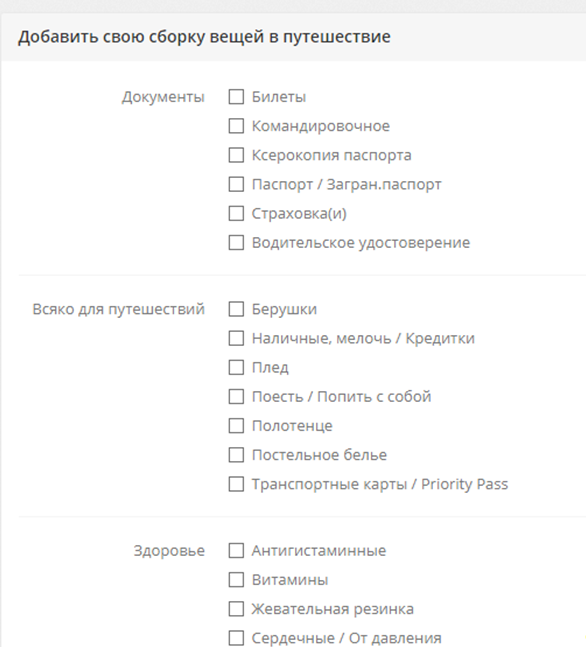 Добавить свою сборку вещей в путешествие
Документы
Билеты
Командировочное
Ксерокопия паспорта
Паспорт / Загран.паспорт
Страховка(и)
Водительское удостоверение
Всяко для путешествий
Берушки
Наличные, мелочь / Кредитки
Плед
Поесть / Попить с собой
Полотенце
Постельное белье
Транспортные карты / Priority Pass
Здоровье
Антигистаминные
Витамины
Жевательная резинка
Сердечные / От давления